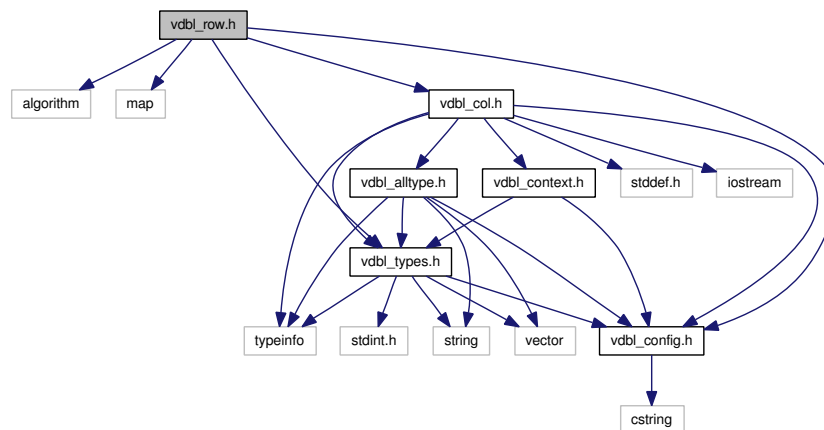 vdbl_row.h
algorithm
map
vdbl_col.h
vdbl_alltype.h
vdbl_context.h
stddef.h
iostream
vdbl_types.h
typeinfo
stdint.h
string
vector
vdbl_config.h
cstring